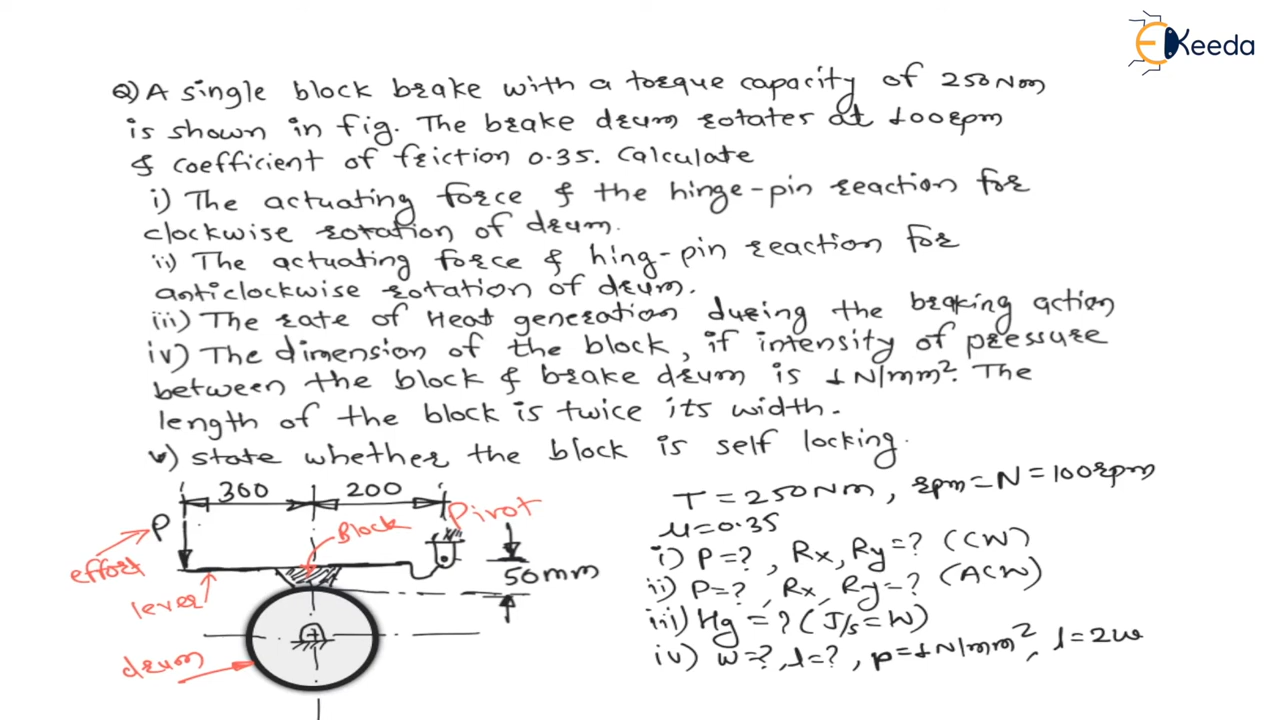 EKeeda
Q) A single block brake with a torque capacity of 250Nm
is shown in fig. The brake drum rotates at 100rpm
& coefficient of friction 0.35. Calculate
i) The actuating force & the hinge-pin reaction for
clockwise rotation of drum.
ii) The actuating force & hing-pin reaction for
anticlockwise rotation of drum.
iii) The rate of Heat generation during the braking action
iv) The dimension of the block, if intensity of pressure
between the block & brake drum is 1 N/mm². The
length of the block is twice its width.
v) state whether the block is self locking.
300 200
P Block Pivot
effort
lever 50mm
drum
T = 250Nm, rpm = N = 100rpm
μ = 0.35
i) P = ? , Rx, Ry = ? (CW)
ii) P = ? , Rx, Ry = ? (ACW)
iii) Hg = ? (J/s = W)
iv) w = ? , l = ? , p = 1 N/mm², l = 2w